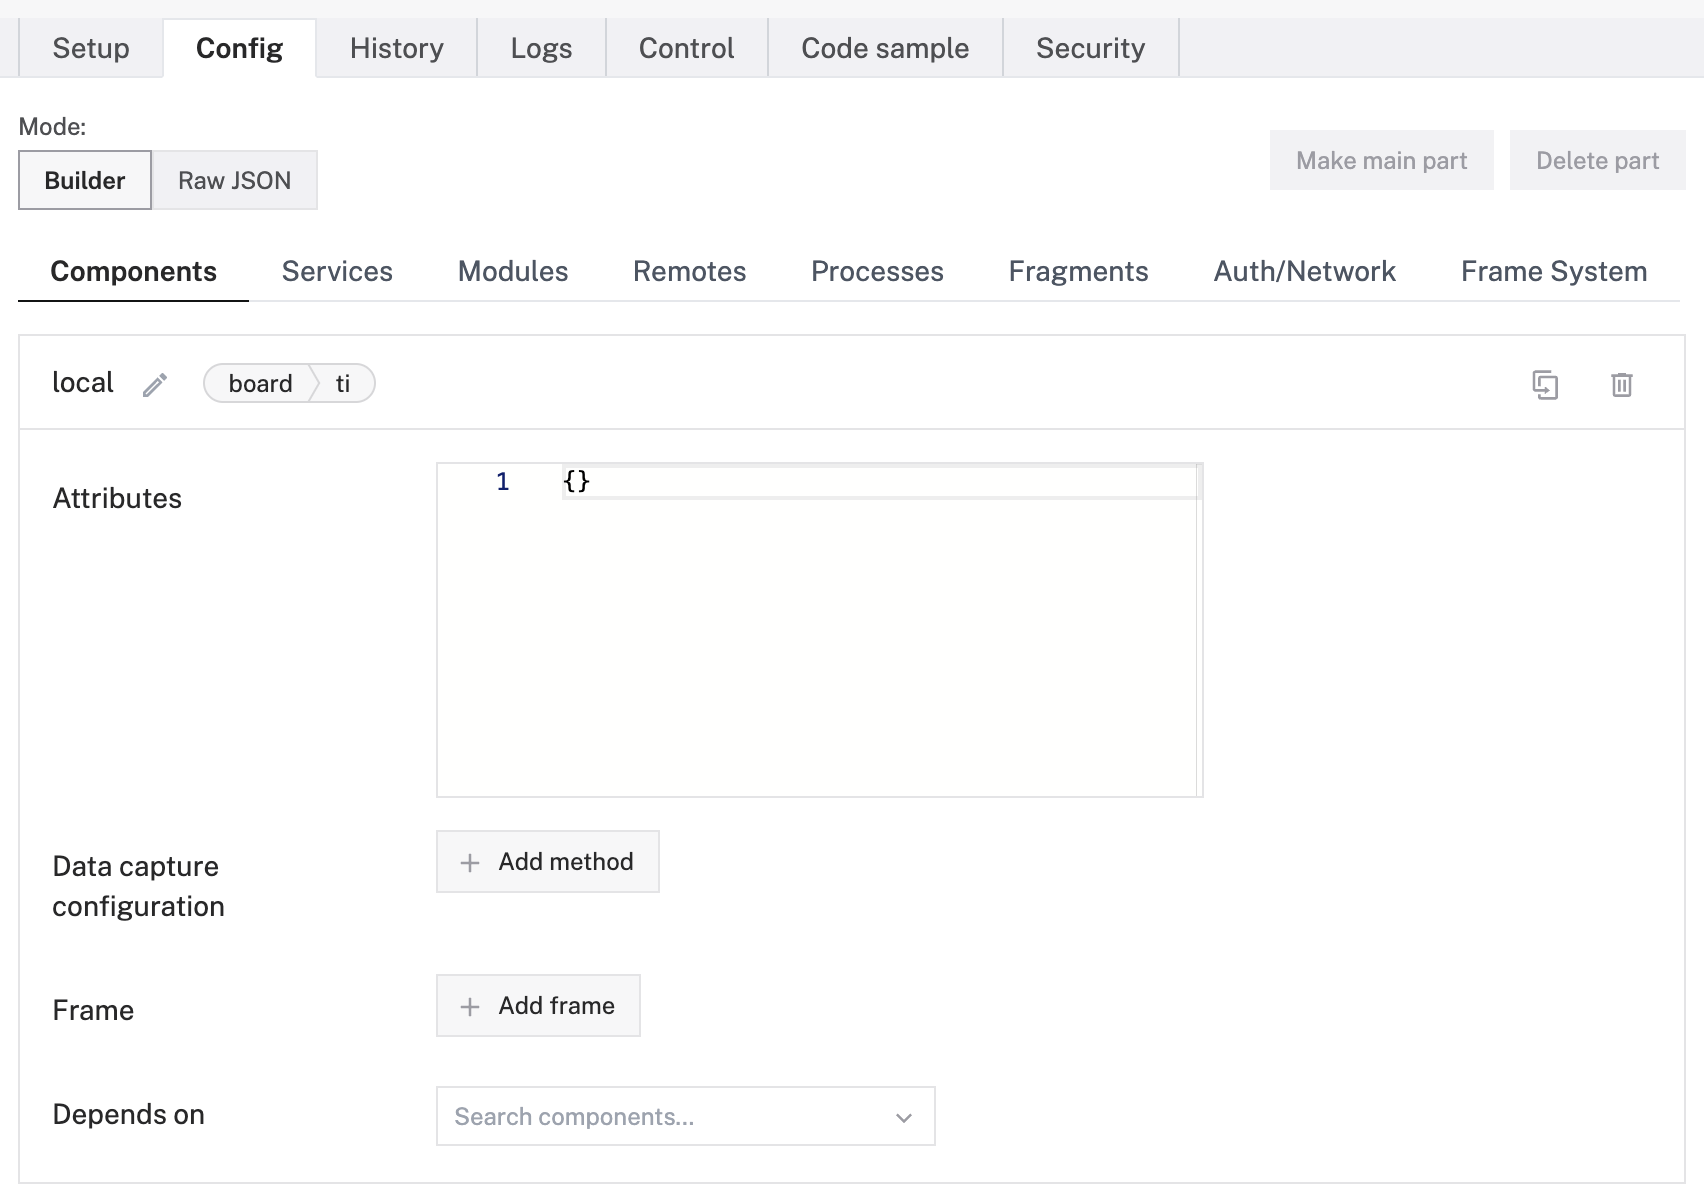 Setup Config History Logs Control Code sample Security
Mode:
Builder Raw JSON
Make main part Delete part
Components Services Modules Remotes Processes Fragments Auth/Network Frame System
local board ti
Attributes
1 {}
Data capture
configuration
+ Add method
Frame
+ Add frame
Depends on
Search components...